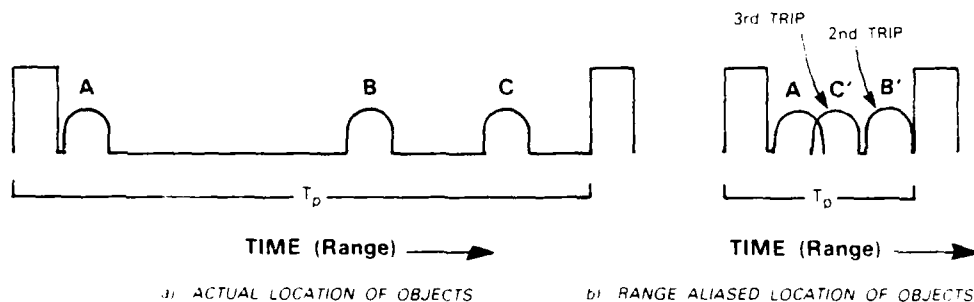 3rd TRIP
2nd TRIP
A B C
A C' B'
Tp
Tp
TIME (Range)
TIME (Range)
a) ACTUAL LOCATION OF OBJECTS
b) RANGE ALIASED LOCATION OF OBJECTS